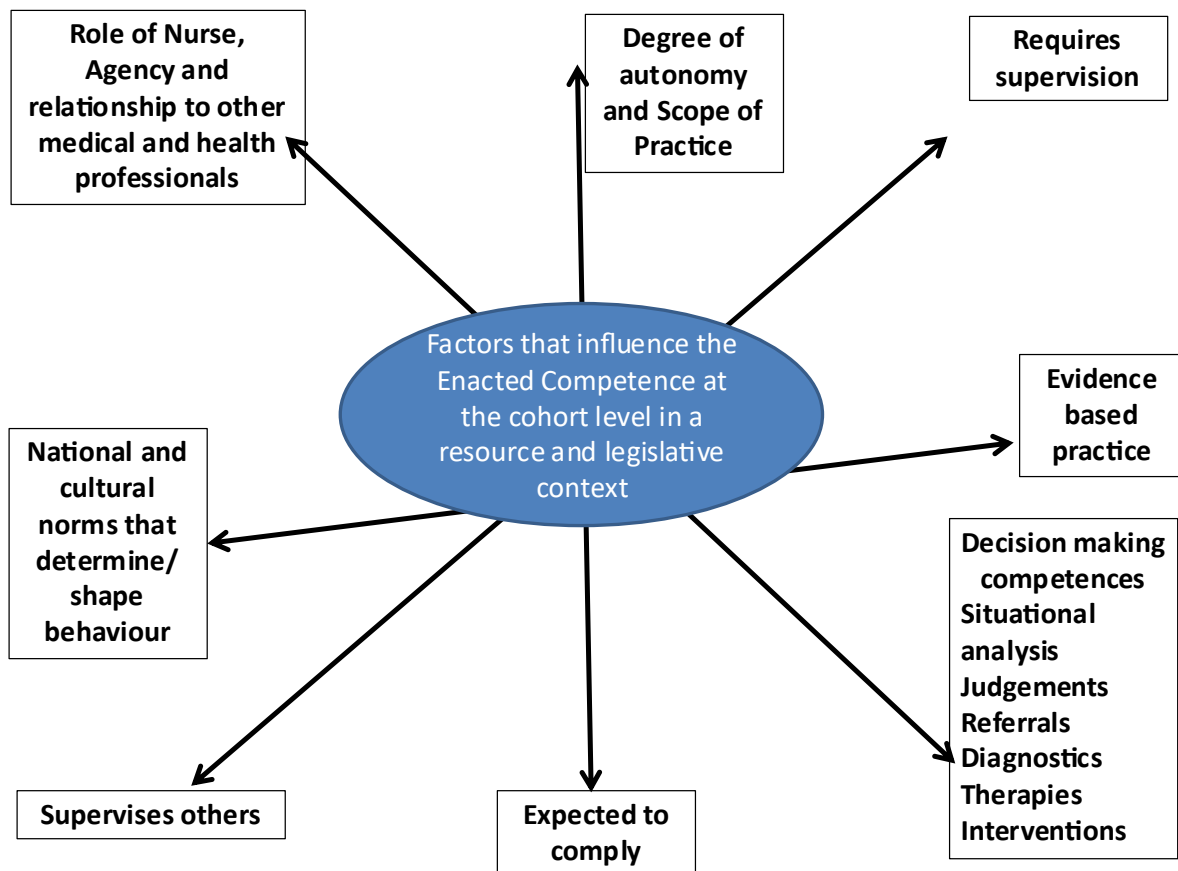 Role of Nurse,
Agency and
relationship to other
medical and health
professionals
Degree of
autonomy
and Scope of
Practice
Requires
supervision
Factors that influence the
Enacted Competence at
the cohort level in a
resource and legislative
context
Evidence
based
practice
National and
cultural
norms that
determine/
shape
behaviour
Decision making
competences
Situational
analysis
Judgements
Referrals
Diagnostics
Therapies
Interventions
Supervises others
Expected to
comply